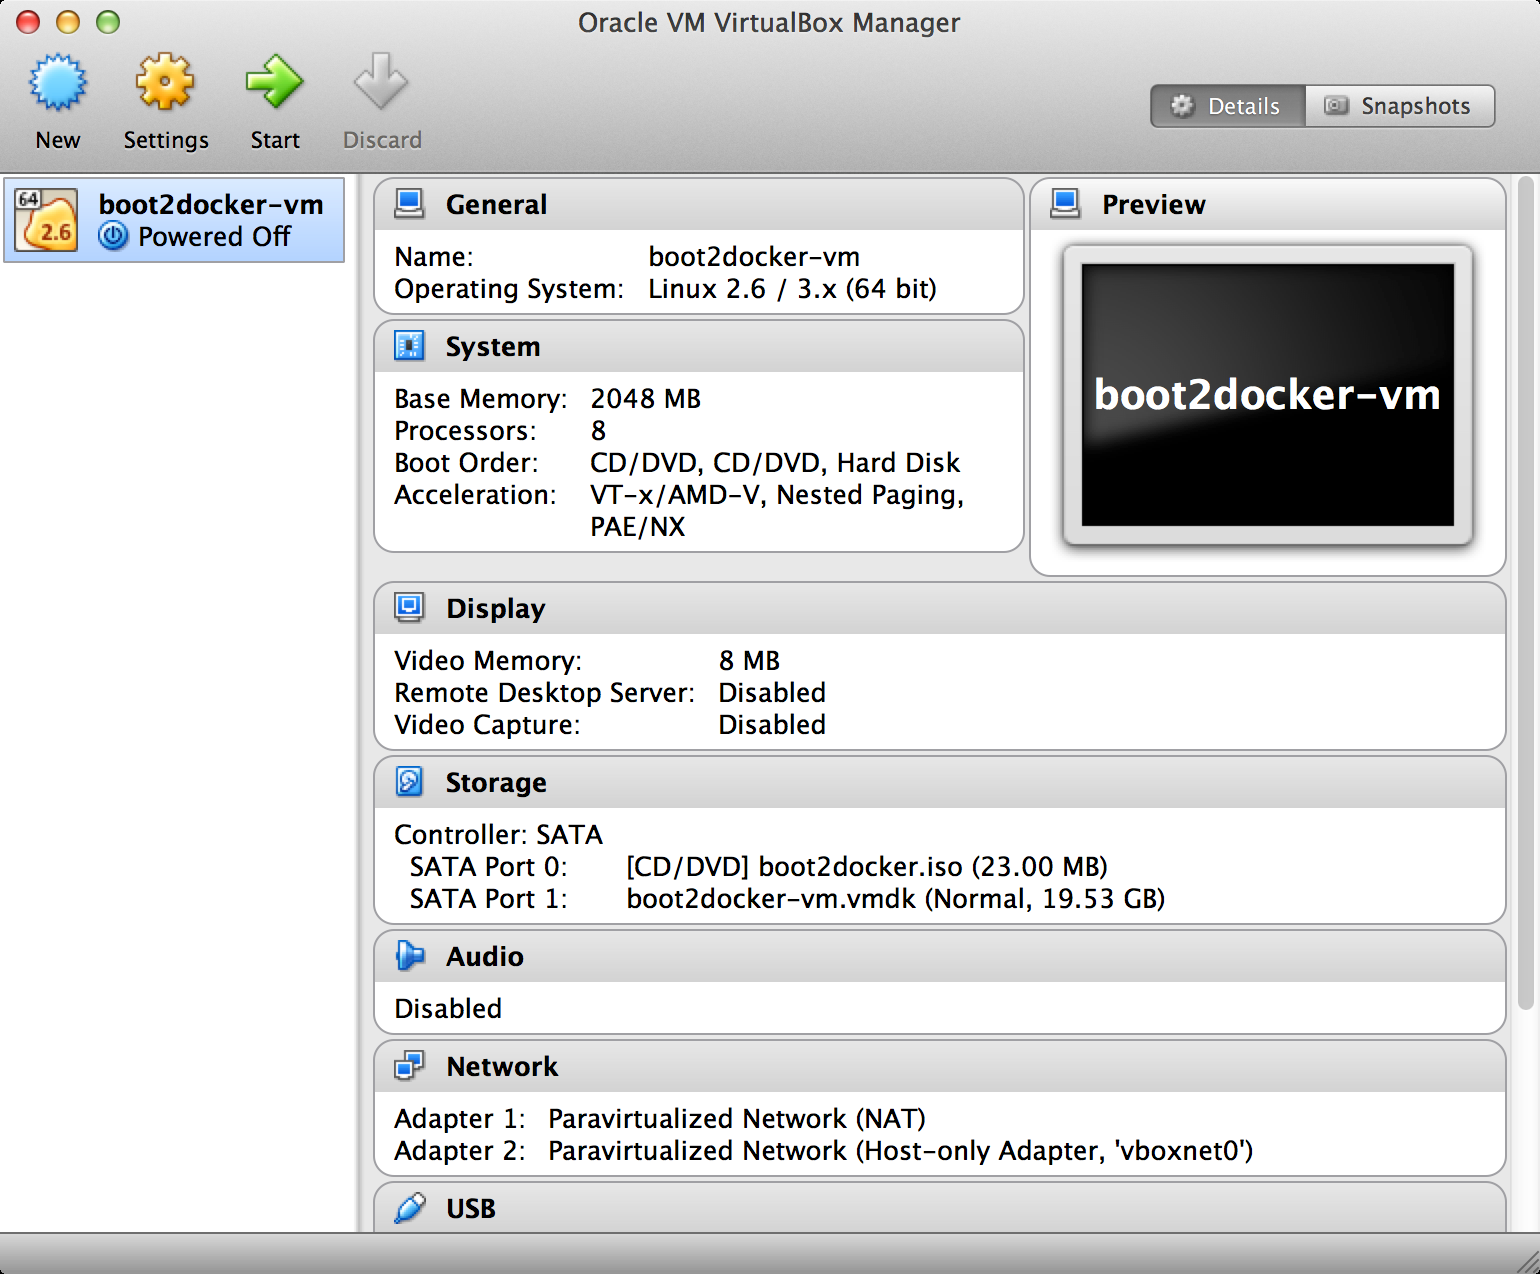 Oracle VM VirtualBox Manager
New
Settings
Start
Discard
Details
Snapshots
64
2.6
boot2docker-vm
Powered Off
General
Name: boot2docker-vm
Operating System: Linux 2.6 / 3.x (64 bit)
Preview
boot2docker-vm
System
Base Memory: 2048 MB
Processors: 8
Boot Order: CD/DVD, CD/DVD, Hard Disk
Acceleration: VT-x/AMD-V, Nested Paging,
PAE/NX
Display
Video Memory: 8 MB
Remote Desktop Server: Disabled
Video Capture: Disabled
Storage
Controller: SATA
SATA Port 0: [CD/DVD] boot2docker.iso (23.00 MB)
SATA Port 1: boot2docker-vm.vmdk (Normal, 19.53 GB)
Audio
Disabled
Network
Adapter 1: Paravirtualized Network (NAT)
Adapter 2: Paravirtualized Network (Host-only Adapter, 'vboxnet0')
USB